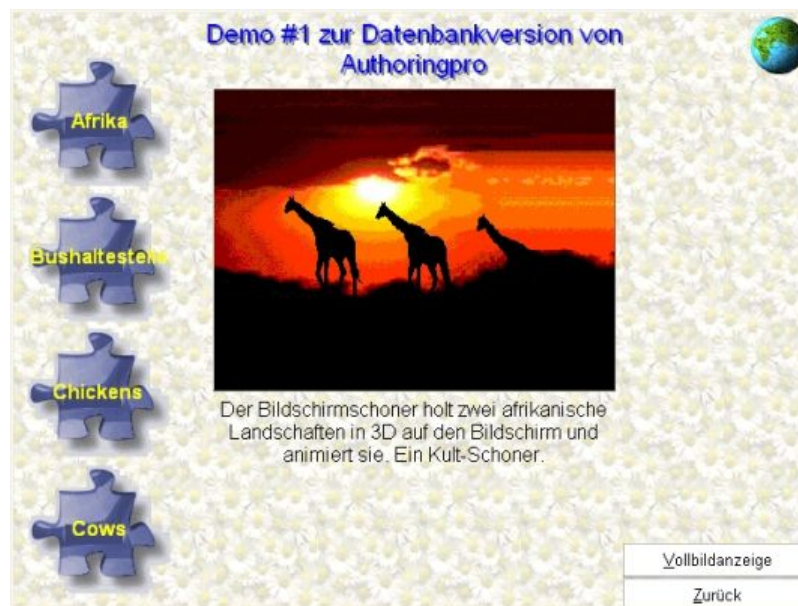 Demo #1 zur Datenbankversion von
Authoringpro
Afrika
Bushaltestelle
Chickens
Cows
Der Bildschirmschoner holt zwei afrikanische
Landschaften in 3D auf den Bildschirm und
animiert sie. Ein Kult-Schoner.
Vollbildanzeige
Zurück